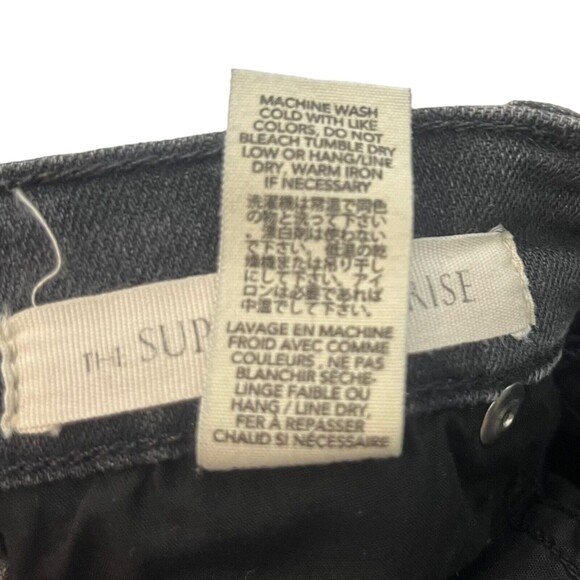 MACHINE WASH
COLD WITH LIKE
COLORS, DO NOT
BLEACH TUMBLE DRY
LOW OR HANG/LINE
DRY, WARM IRON
IF NECESSARY
洗濯機は常温で同色
の物と洗って下さい
。漂白剤は使わない
で下さい。低温の乾
燥機または吊り干し
にして下さい。アイ
ロンは必要であれば
中温でして下さい。
LAVAGE EN MACHINE
FROID AVEC COMME
COULEURS , NE PAS
BLANCHIR SÉCHE-
LINGE FAIBLE OU
HANG / LINE DRY,
FER À REPASSER
CHAUD SI NÉCESSAIRE
THE SUP RISE